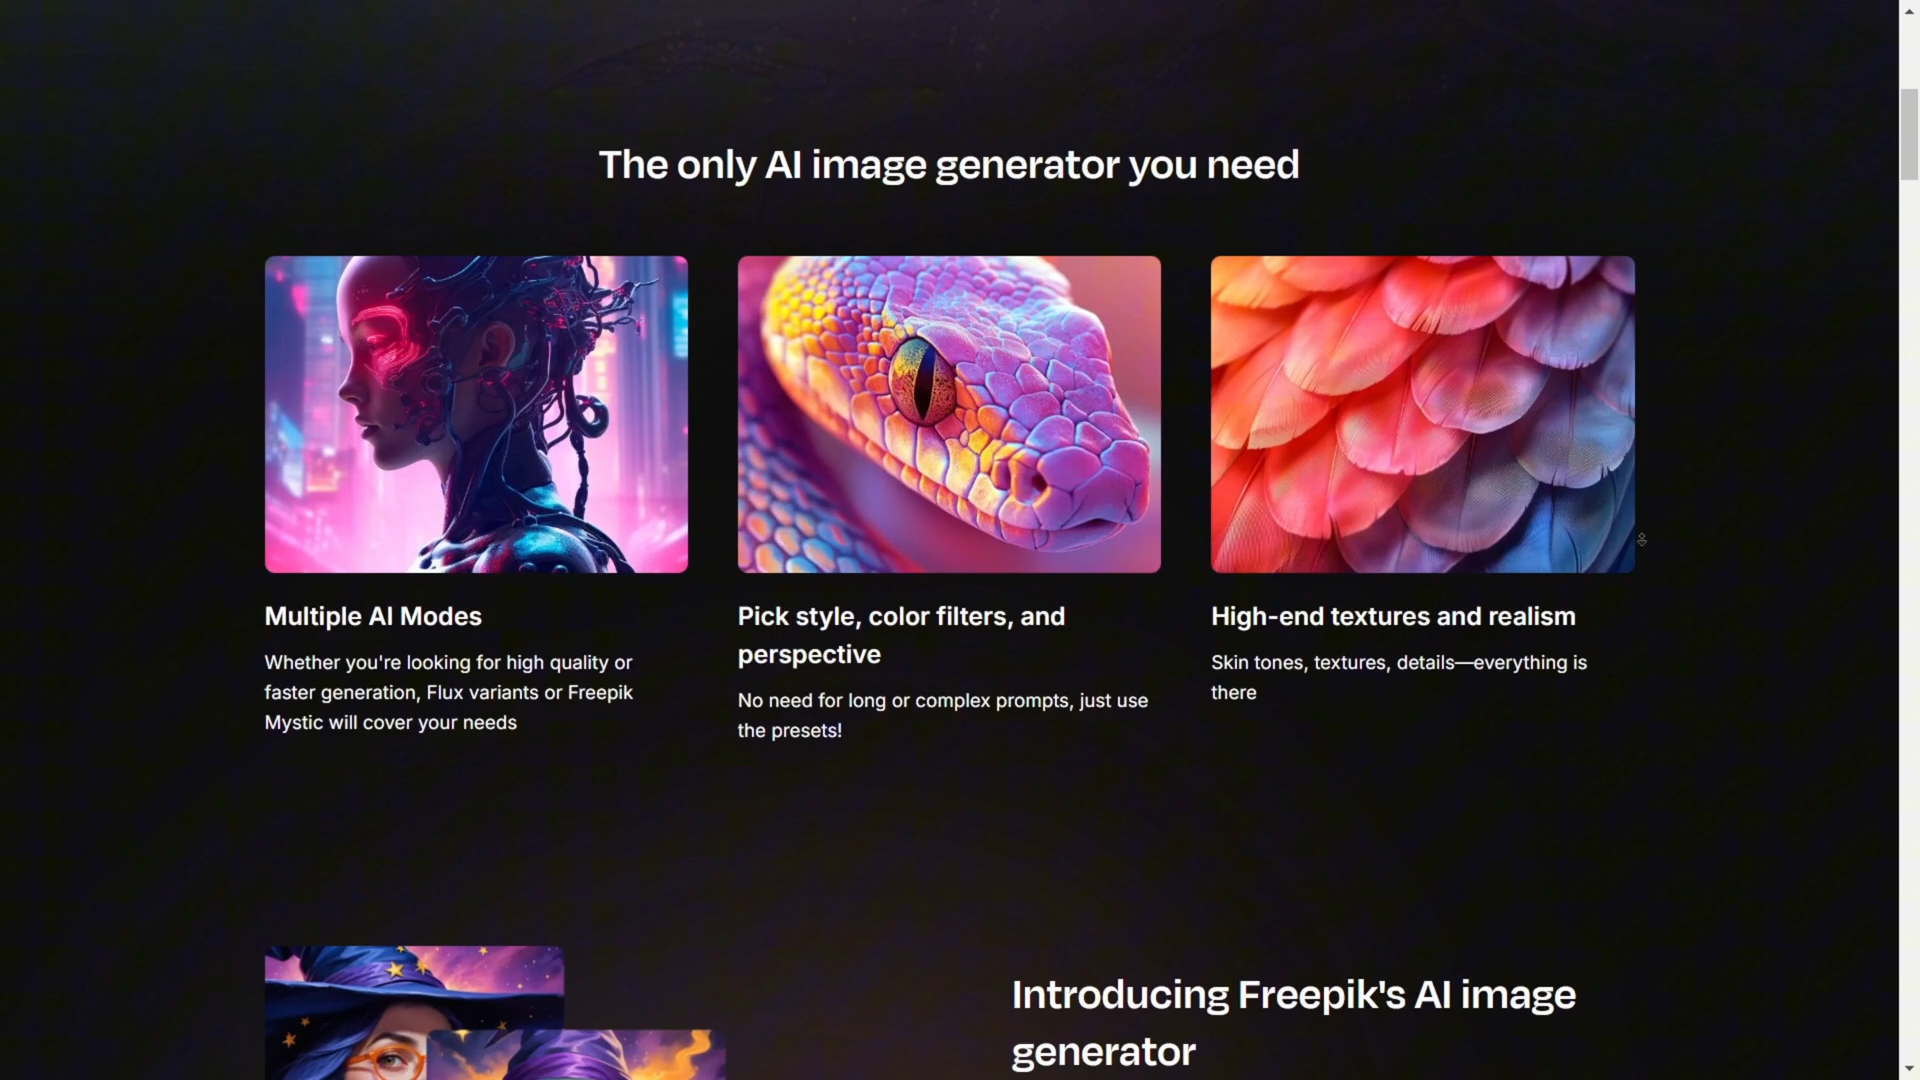 The only AI image generator you need
Multiple AI Modes
Whether you're looking for high quality or
faster generation, Flux variants or Freepik
Mystic will cover your needs
Pick style, color filters, and
perspective
No need for long or complex prompts, just use
the presets!
High-end textures and realism
Skin tones, textures, details—everything is
there
Introducing Freepik's AI image
generator